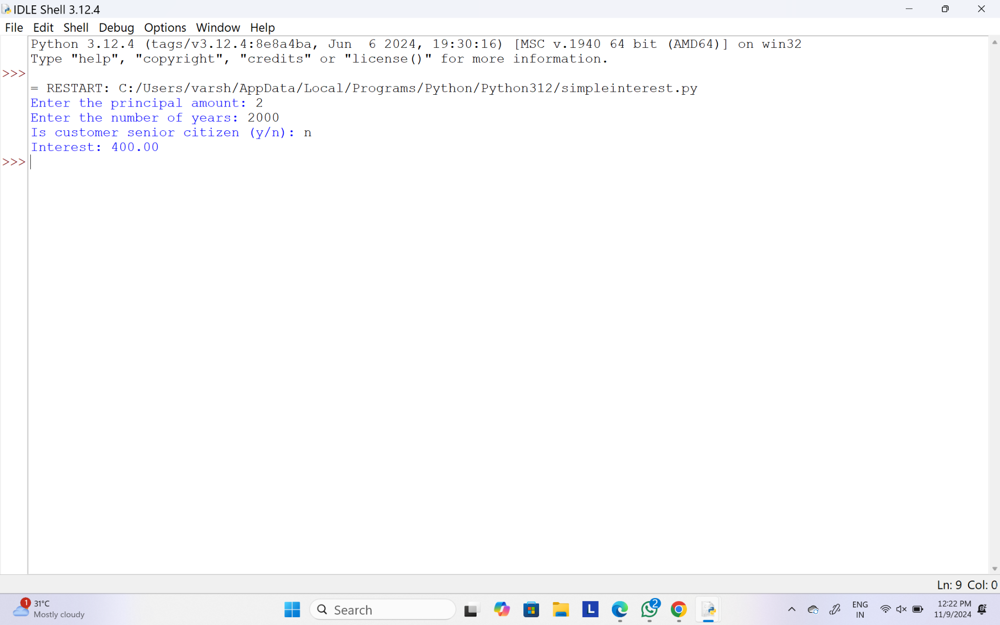 IDLE Shell 3.12.4
File Edit Shell Debug Options Window Help
Python 3.12.4 (tags/v3.12.4:8e8a4ba, Jun  6 2024, 19:30:16) [MSC v.1940 64 bit (AMD64)] on win32
Type "help", "copyright", "credits" or "license()" for more information.
>>>
= RESTART: C:/Users/varsh/AppData/Local/Programs/Python/Python312/simpleinterest.py
Enter the principal amount: 2
Enter the number of years: 2000
Is customer senior citizen (y/n): n
Interest: 400.00
>>>
Ln: 9 Col: 0
1 31°C
Mostly cloudy
Search
L
2
ENG
IN
12:22 PM
11/9/2024